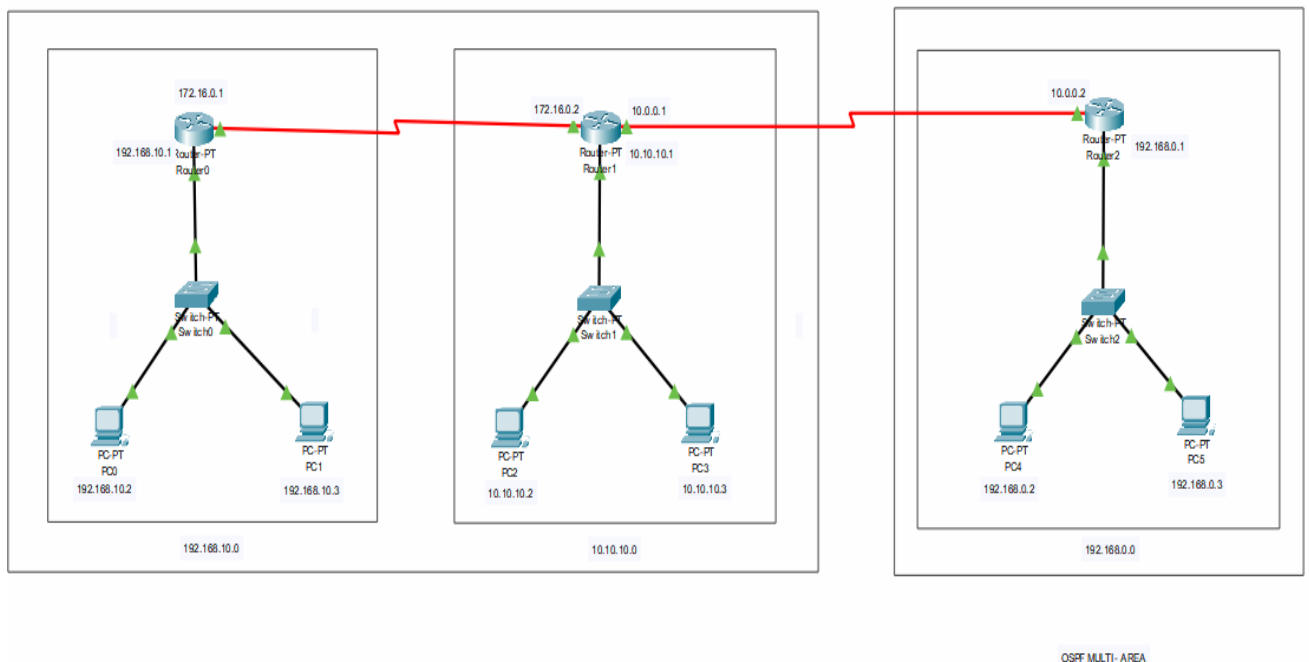 172.16.0.1
192.168.10.1
Router-PT
Router0
172.16.0.2
10.0.0.1
Router-PT
Router1
10.10.10.1
10.0.0.2
Router-PT
Router2
192.168.0.1
Switch-PT
Switch0
Switch-PT
Switch1
Switch-PT
Switch2
PC-PT
PC0
192.168.10.2
PC-PT
PC1
192.168.10.3
PC-PT
PC2
10.10.10.2
PC-PT
PC3
10.10.10.3
PC-PT
PC4
192.168.0.2
PC-PT
PC5
192.168.0.3
192.168.10.0
10.10.10.0
192.168.0.0
OSPF MULTI- AREA